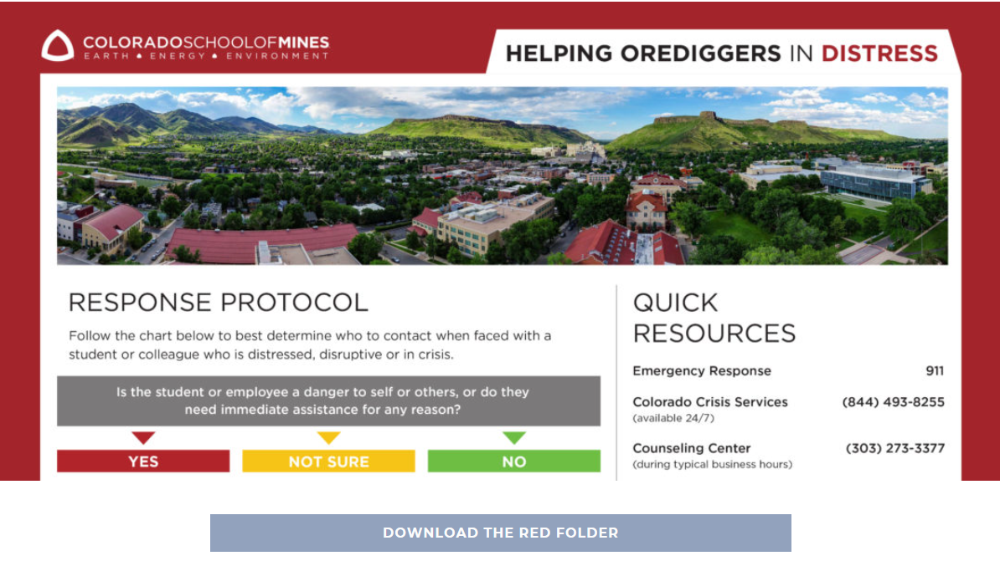 COLORADOSCHOOLOFMINES
EARTH • ENERGY • ENVIRONMENT
HELPING OREDIGGERS IN DISTRESS
RESPONSE PROTOCOL
Follow the chart below to best determine who to contact when faced with a
student or colleague who is distressed, disruptive or in crisis.
Is the student or employee a danger to self or others, or do they
need immediate assistance for any reason?
YES
NOT SURE
NO
QUICK
RESOURCES
Emergency Response 911
Colorado Crisis Services (844) 493-8255
(available 24/7)
Counseling Center (303) 273-3377
(during typical business hours)
DOWNLOAD THE RED FOLDER